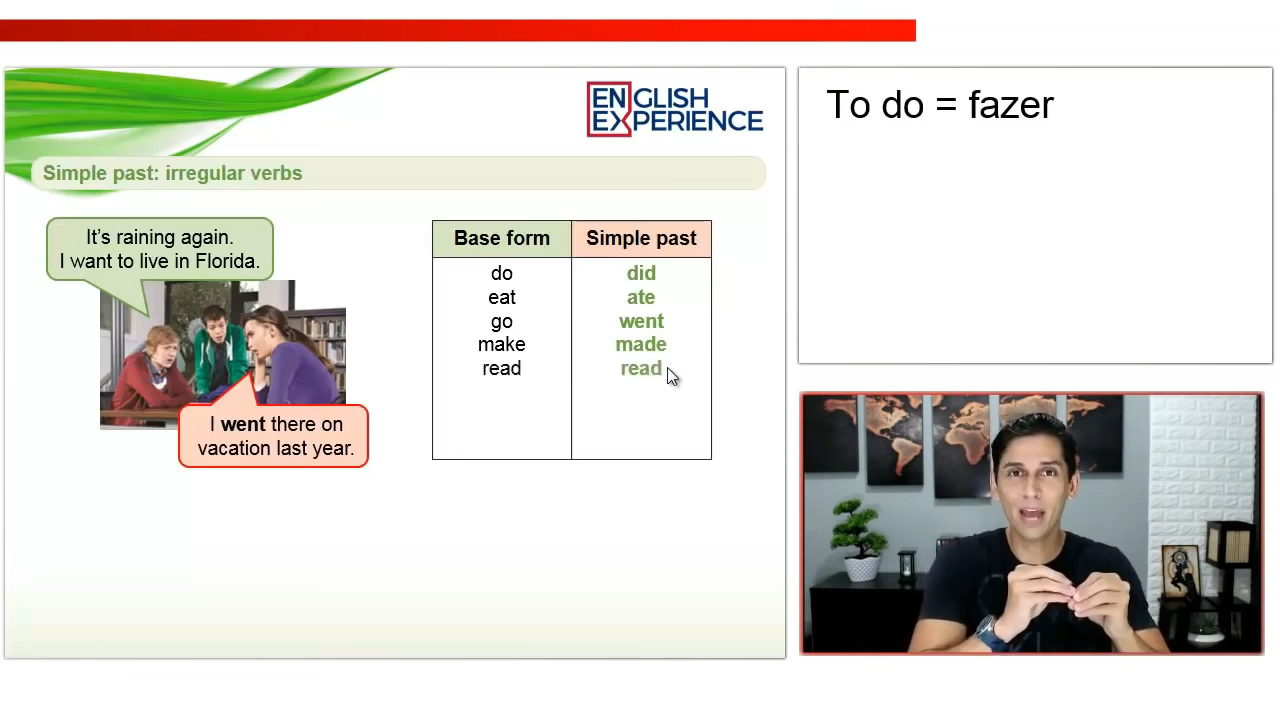 ENGLISH
EXPERIENCE
Simple past: irregular verbs
It's raining again.
I want to live in Florida.
I went there on
vacation last year.
Base form Simple past
do did
eat ate
go went
make made
read read
To do = fazer